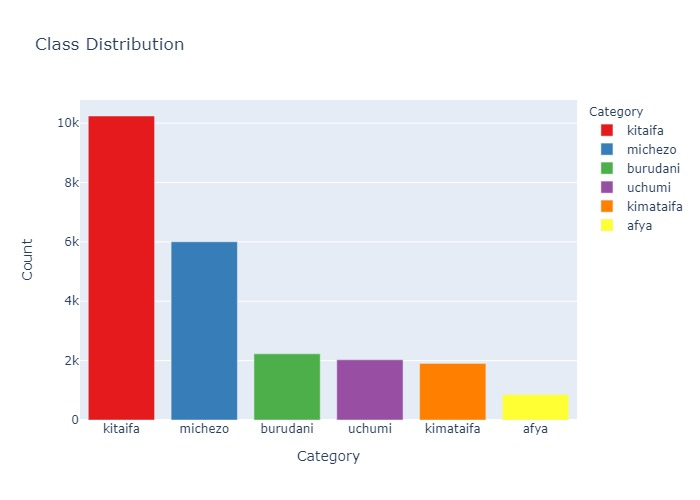 Class Distribution
Category
kitaifa
michezo
burudani
uchumi
kimataifa
afya
Count
10k
8k
6k
4k
2k
0
kitaifa michezo burudani uchumi kimataifa afya
Category